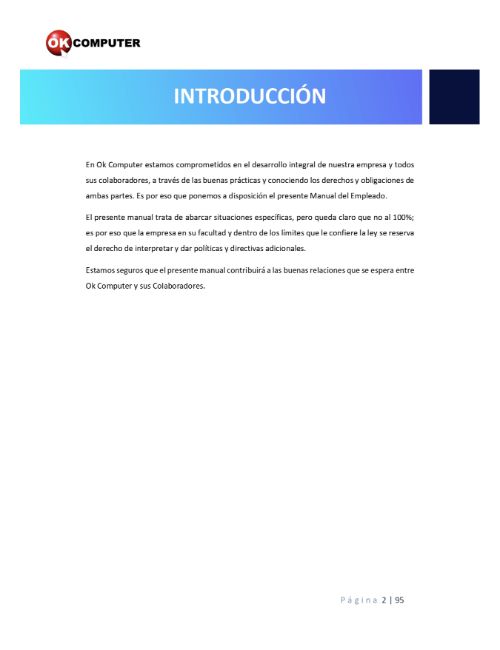 OK COMPUTER
INTRODUCCIÓN
En Ok Computer estamos comprometidos en el desarrollo integral de nuestra empresa y todos
sus colaboradores, a través de las buenas prácticas y conociendo los derechos y obligaciones de
ambas partes. Es por eso que ponemos a disposición el presente Manual del Empleado.
El presente manual trata de abarcar situaciones específicas, pero queda claro que no al 100%;
es por eso que la empresa en su facultad y dentro de los límites que le confiere la ley se reserva
el derecho de interpretar y dar políticas y directivas adicionales.
Estamos seguros que el presente manual contribuirá a las buenas relaciones que se espera entre
Ok Computer y sus Colaboradores.
Página 2 | 95